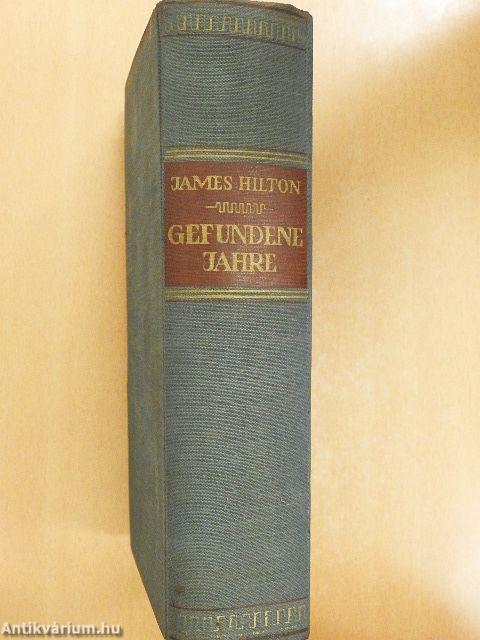 JAMES HILTON
GEFUNDENE
JAHRE
Antikvárium.hu